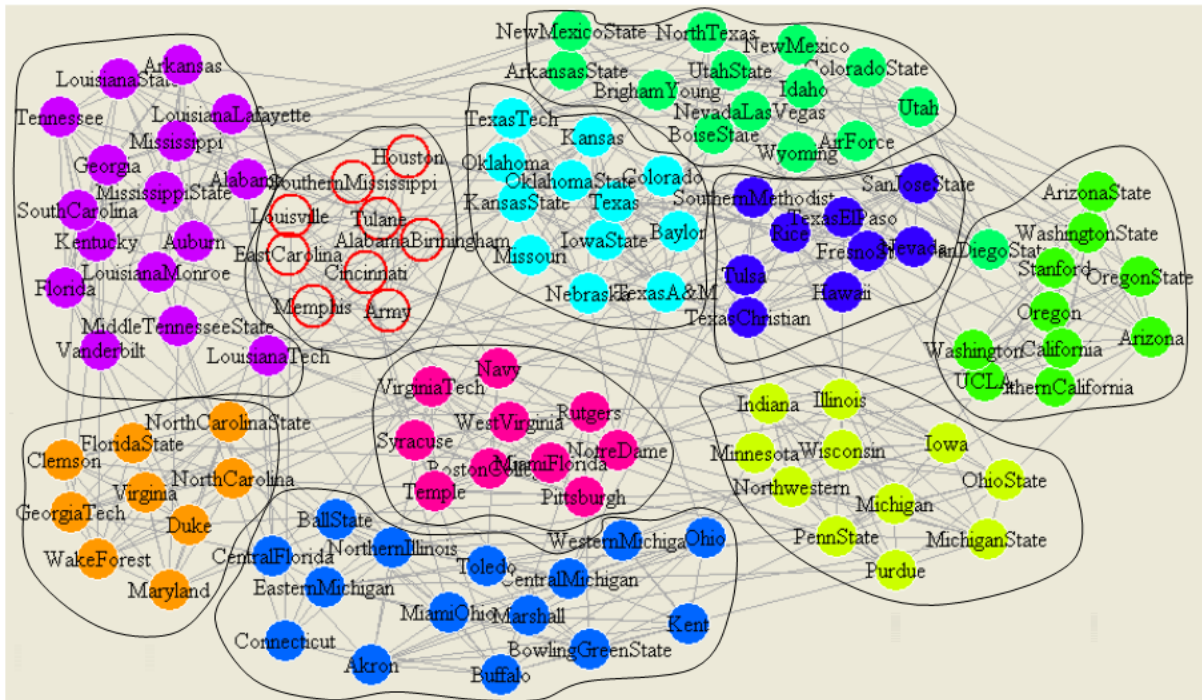 Arkansas
LouisianaState
Tennessee
LouisianaLafayette
Mississippi
Georgia
Alabama
MississippiState
SouthCarolina
Kentucky
Auburn
LouisianaMonroe
Florida
MiddleTennesseeState
Vanderbilt
LouisianaTech
Houston
SouthernMississippi
Louisville
Tulane
AlabamaBirmingham
EastCarolina
Cincinnati
Memphis
Army
NewMexicoState
NorthTexas
NewMexico
ArkansasState
UtahState
ColoradoState
BrighamYoung
Idaho
NevadaLasVegas
Utah
BoiseState
AirForce
Wyoming
TexasTech
Kansas
Oklahoma
OklahomaState
Colorado
KansasState
Texas
IowaState
Baylor
Missouri
Nebraska
TexasA&M
SouthernMethodist
SanJoseState
TexasElPaso
Rice
Nevada
Tulsa
Hawaii
TexasChristian
ArizonaState
WashingtonState
anDiegoState
Stanford
OregonState
Oregon
Washington
California
Arizona
UCLA
thernCalifornia
Navy
VirginiaTech
WestVirginia
Rutgers
Syracuse
NotreDame
MiamiFlorida
Temple
Pittsburgh
Indiana
Illinois
Iowa
Minnesota
Wisconsin
OhioState
Northwestern
Michigan
PennState
MichiganState
Purdue
NorthCarolinaState
FloridaState
Clemson
NorthCarolina
Virginia
GeorgiaTech
Duke
WakeForest
Maryland
BallState
NorthernIllinois
WesternMichiga
Ohio
CentralFlorida
Toledo
CentralMichigan
EasternMichigan
MiamiOhio
Marshall
Kent
Connecticut
BowlingGreenState
Akron
Buffalo